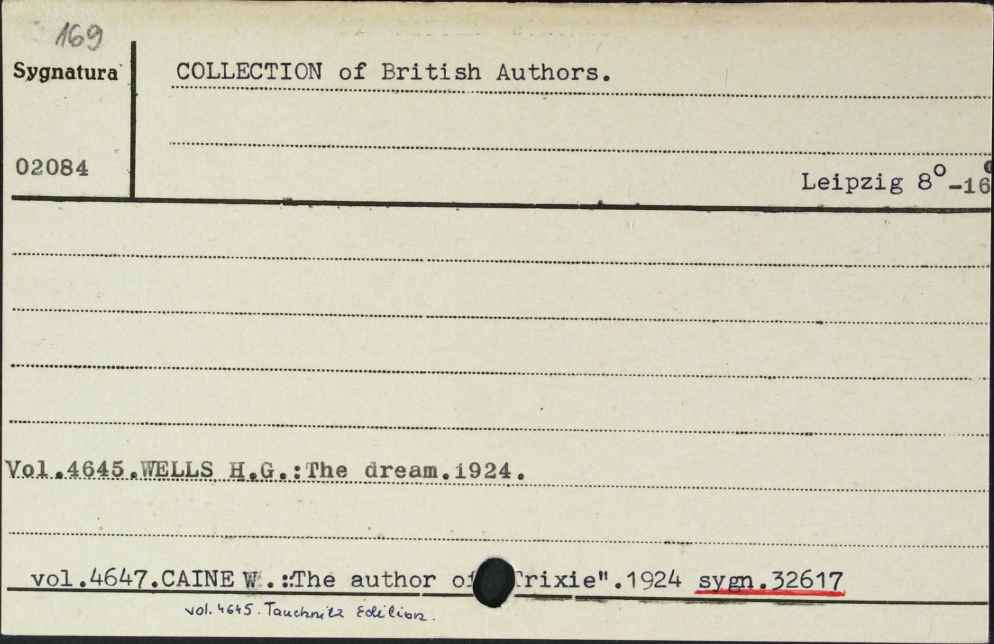 169
Sygnatura
COLLECTION of British Authors.
02084
Leipzig 8°-16°
Vol.4645.WELLS H.G.:The dream.1924.
vol.4647.CAINE W.:The author of rixie".1924 sygn.32617
vol. 4645. Tauchnitz Edition.